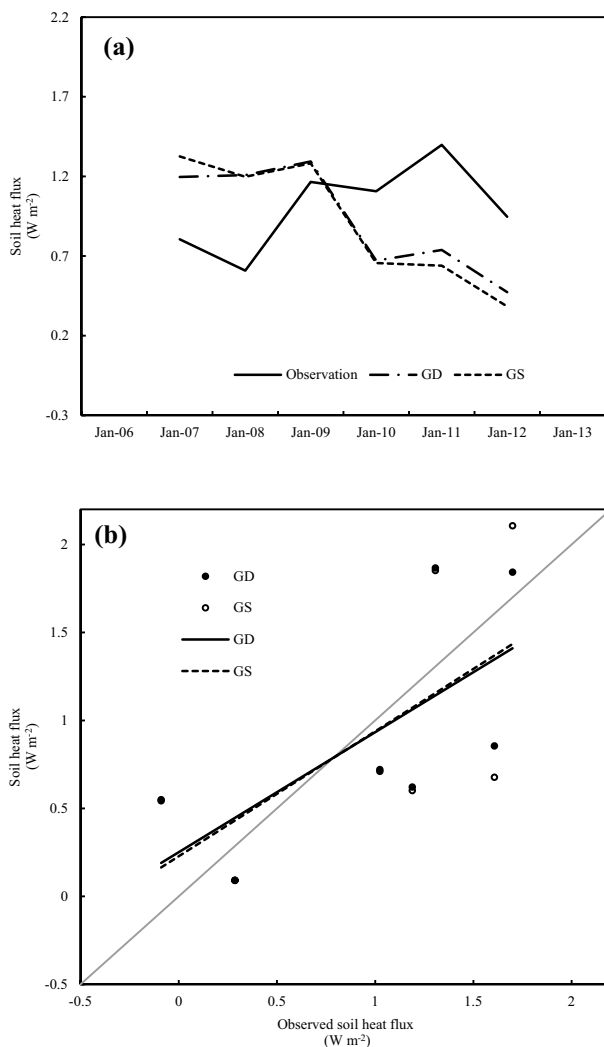 2.2
(a)
1.7
1.2
0.7
0.2
-0.3
Soil heat flux
(W m-2)
Observation GD GS
Jan-06 Jan-07 Jan-08 Jan-09 Jan-10 Jan-11 Jan-12 Jan-13
(b)
2
1.5
1
0.5
0
-0.5
Soil heat flux
(W m-2)
GD
GS
GD
GS
-0.5 0 0.5 1 1.5 2
Observed soil heat flux
(W m-2)